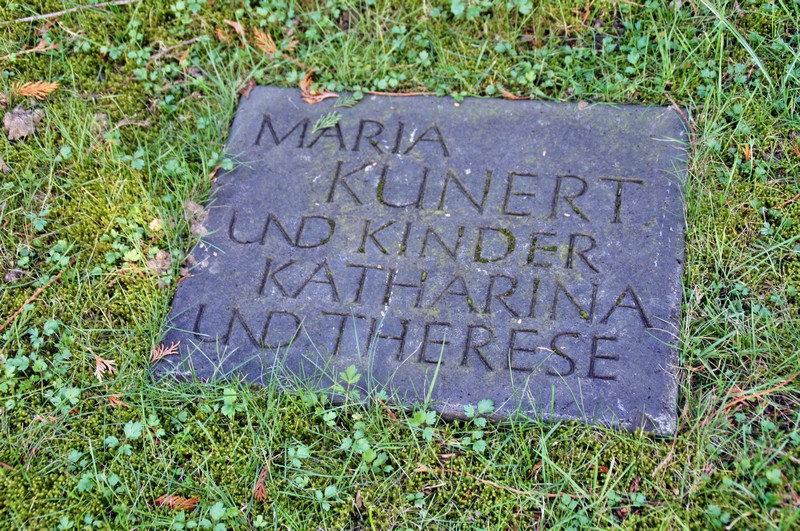 MARIA
KUNERT
UND KINDER
KATHARINA
UND THERESE